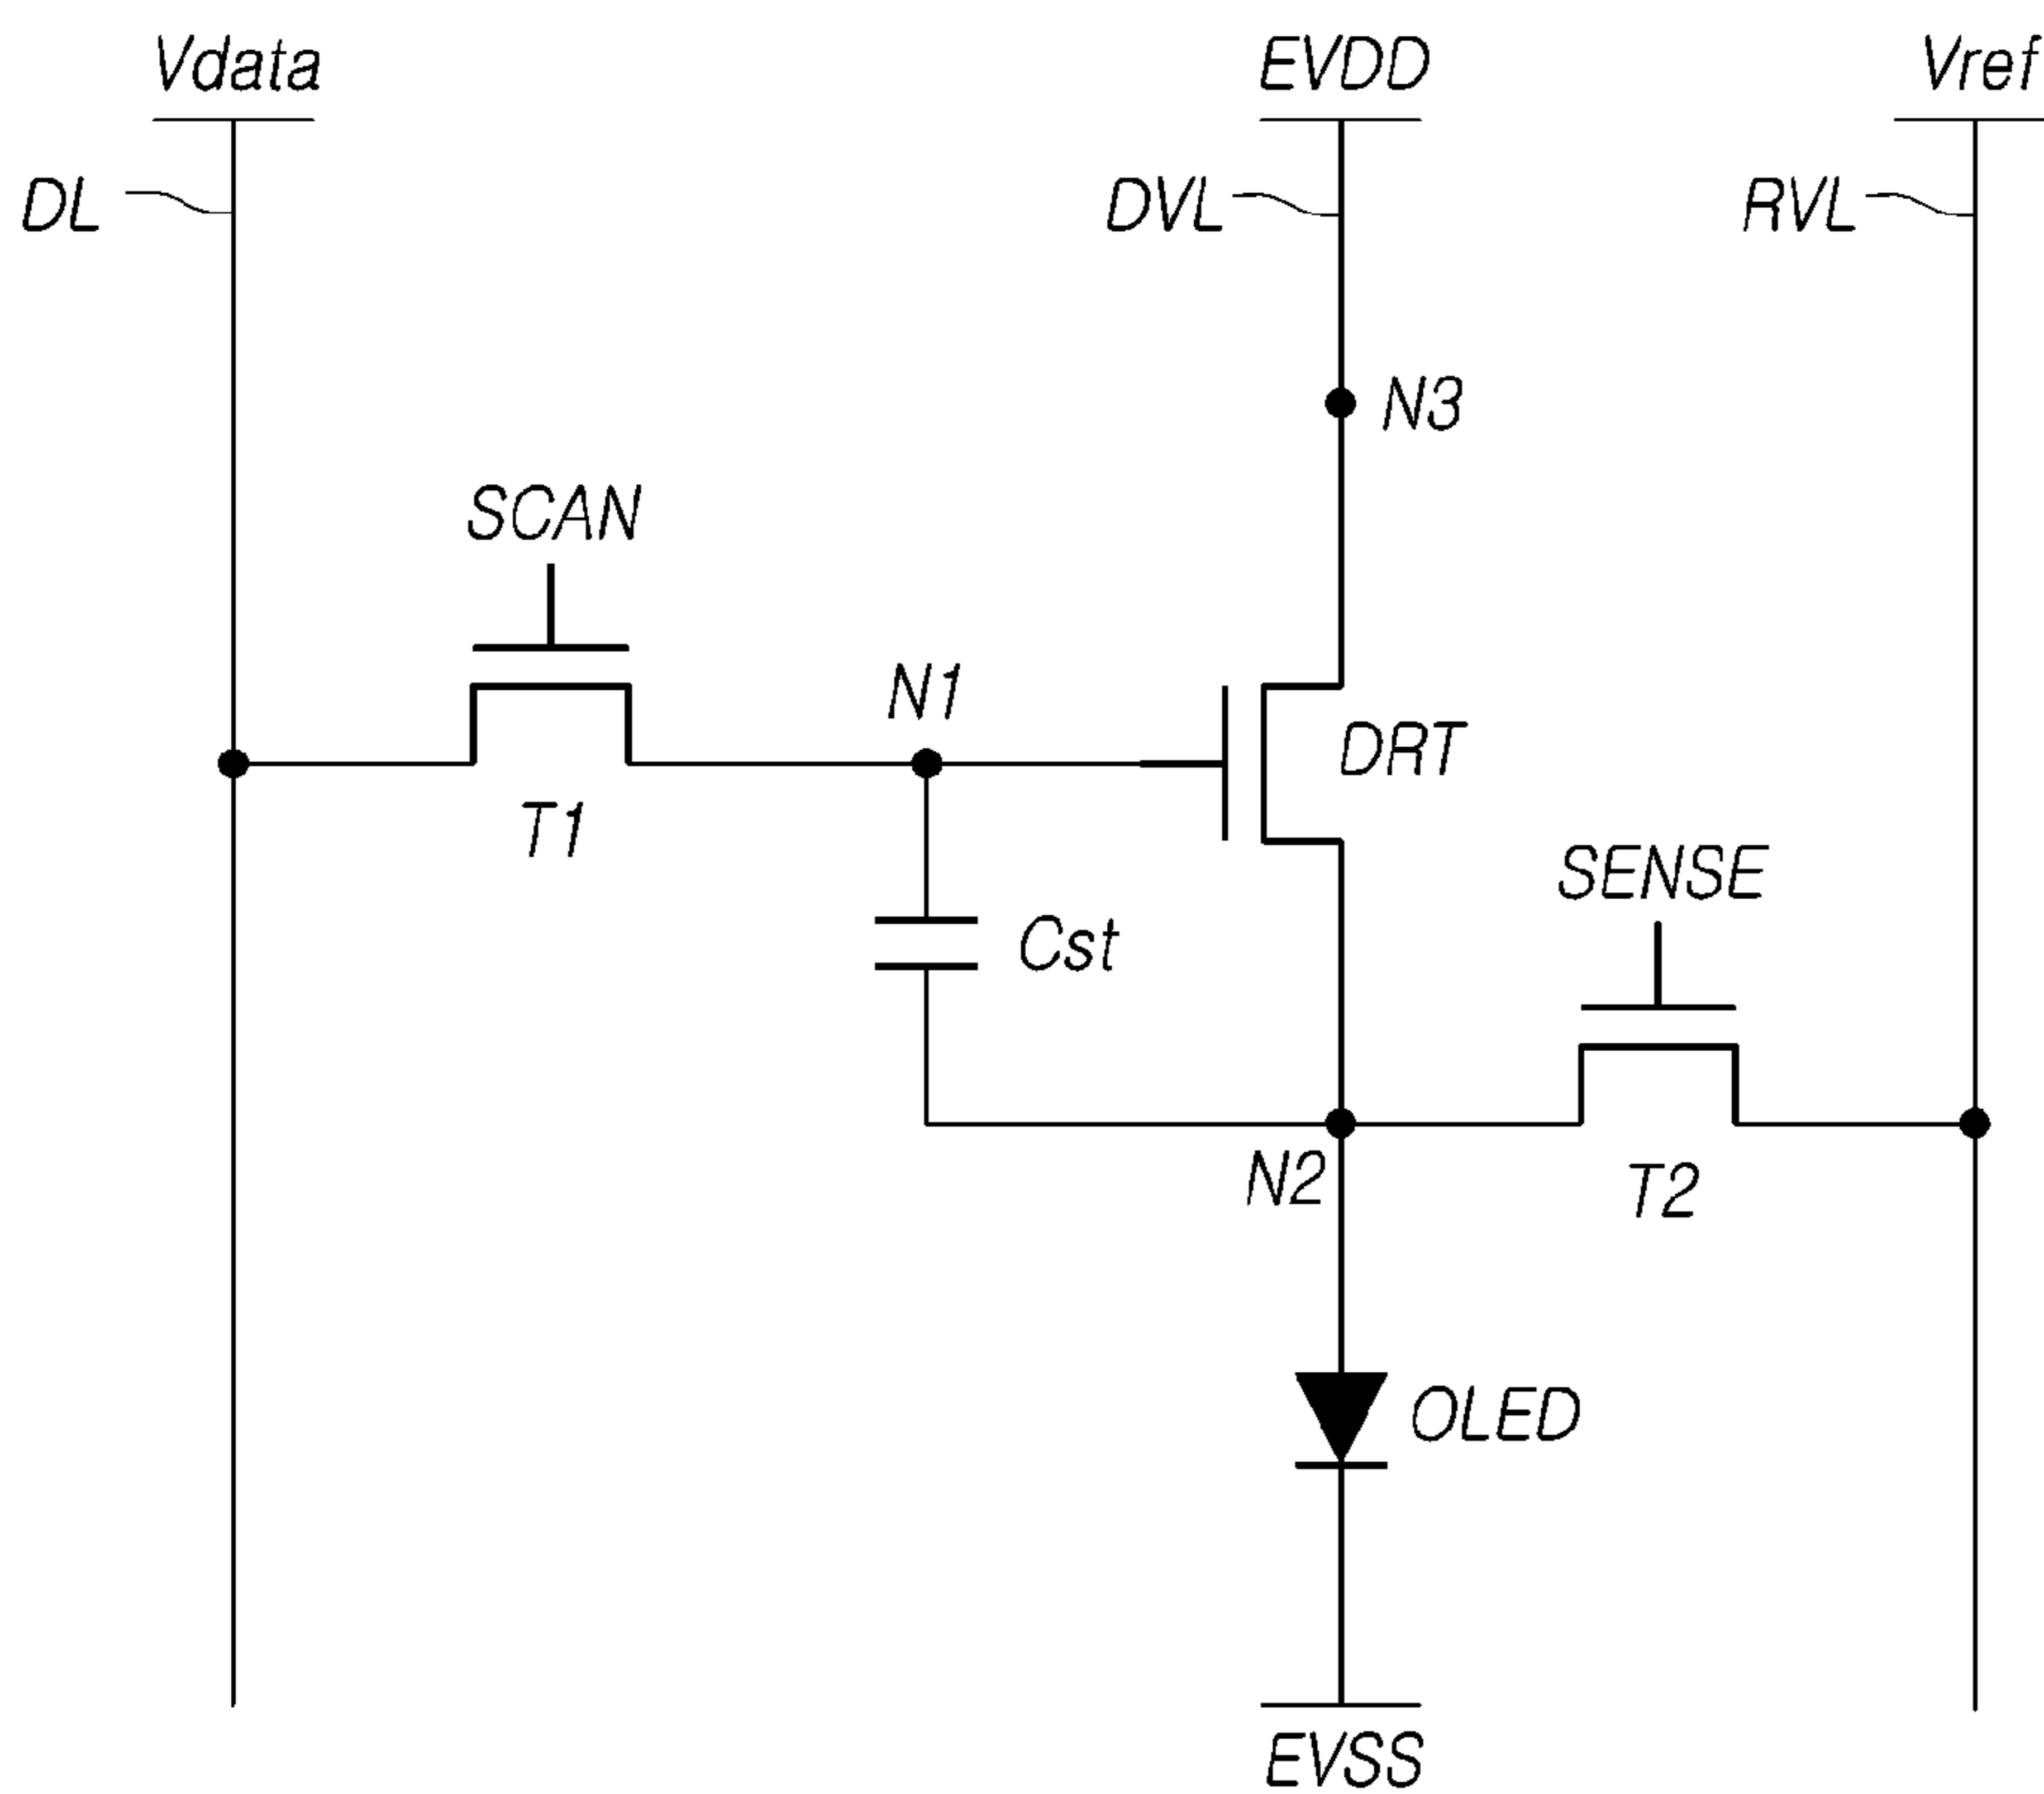 Vdata
EVDD
Vref
DL
DVL
RVL
N3
SCAN
N1
DRT
T1
SENSE
Cst
N2
T2
OLED
EVSS